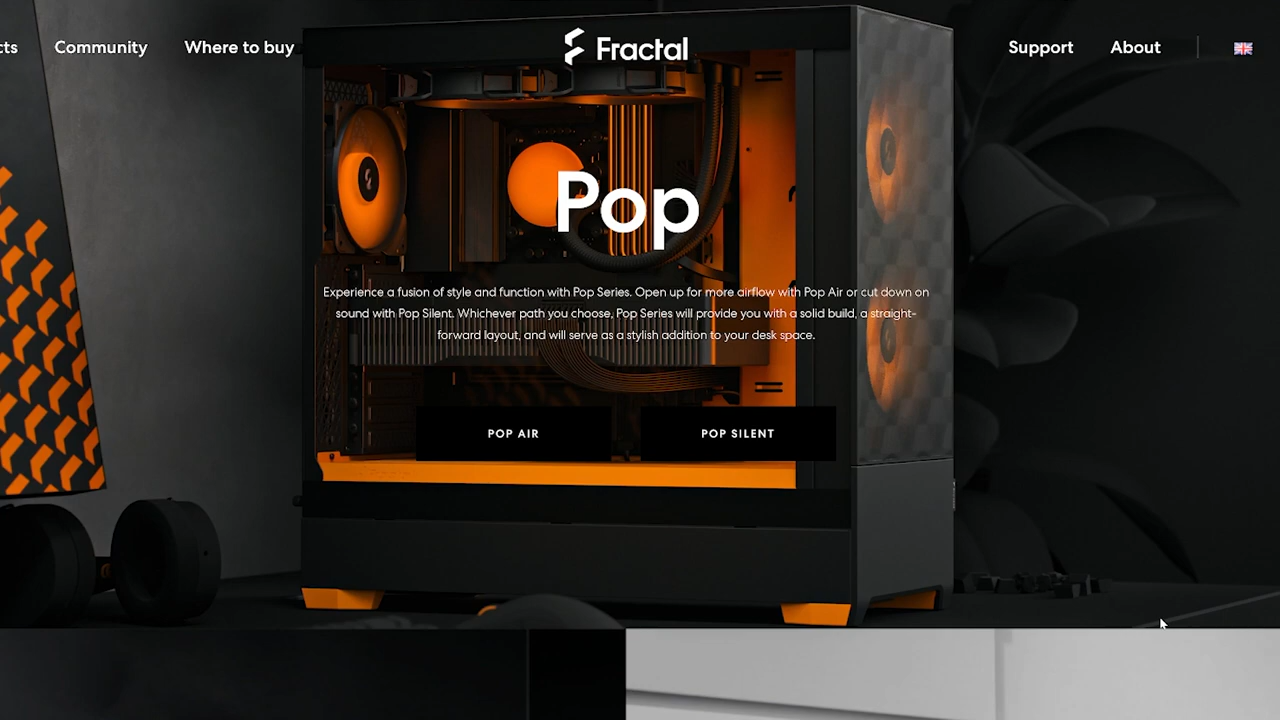 cts Community Where to buy Fractal Support About
Pop
Experience a fusion of style and function with Pop Series. Open up for more airflow with Pop Air or cut down on
sound with Pop Silent. Whichever path you choose, Pop Series will provide you with a solid build, a straight-
forward layout, and will serve as a stylish addition to your desk space.
POP AIR POP SILENT